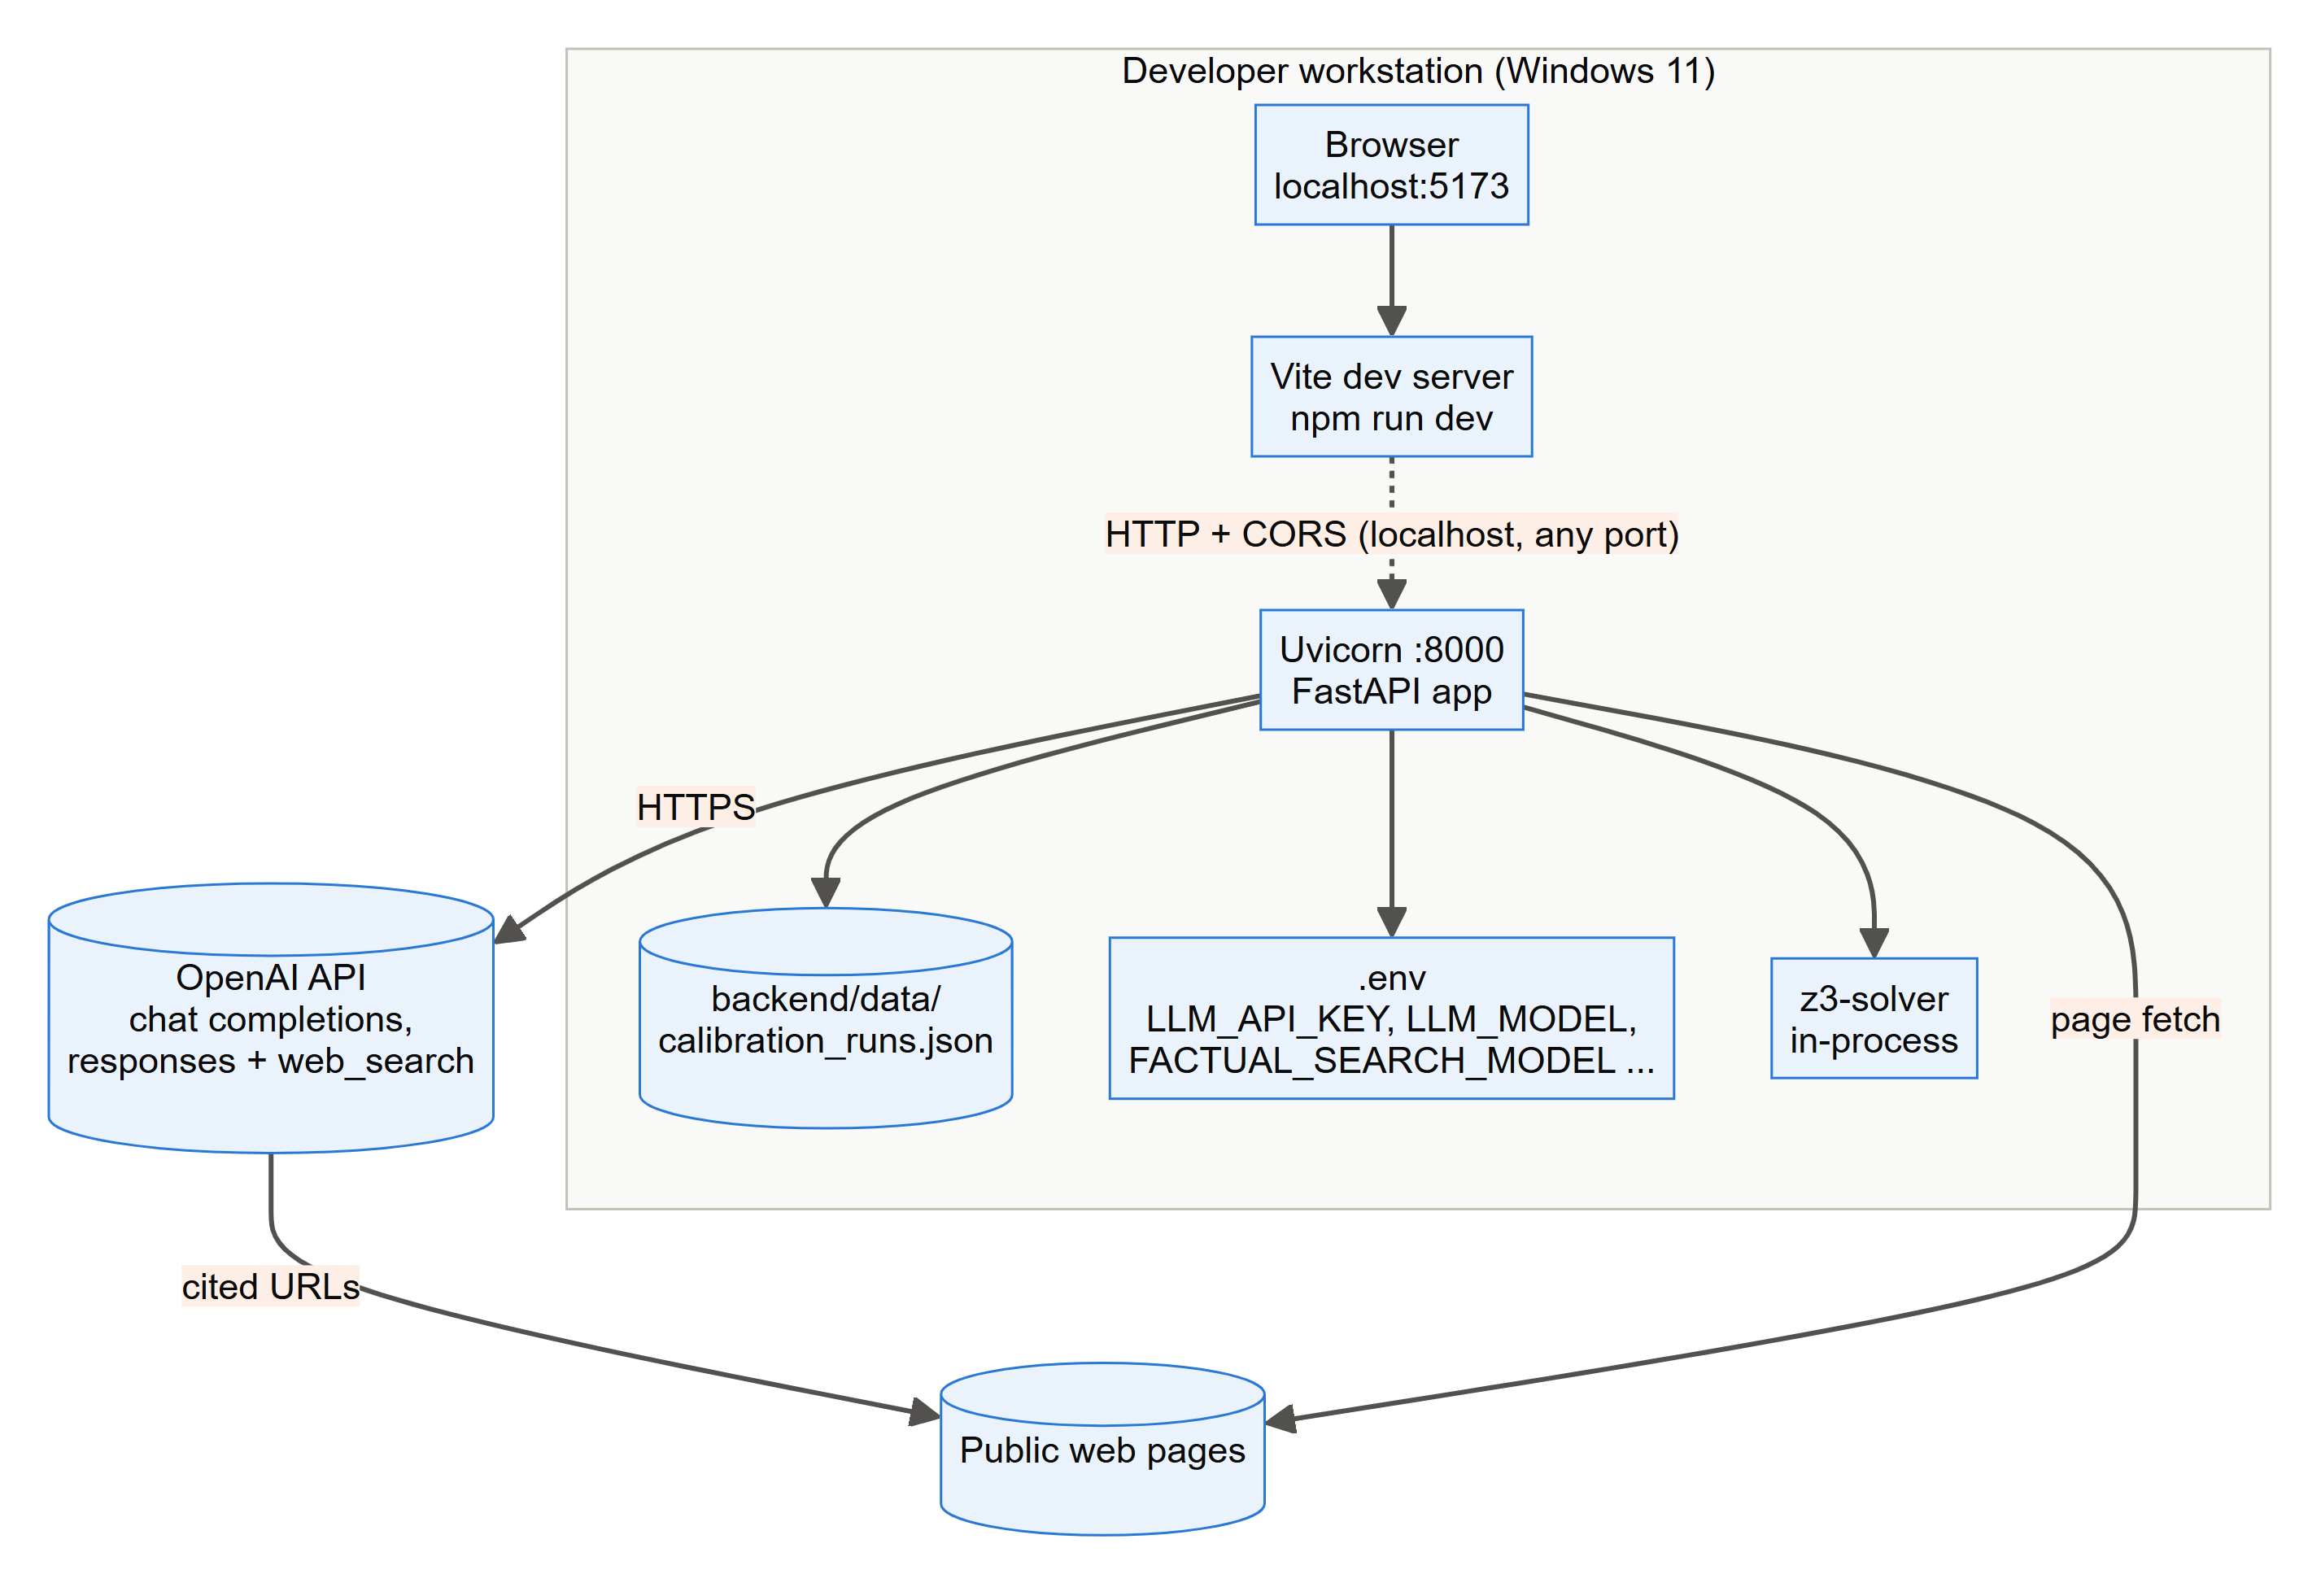 Developer workstation (Windows 11)
Browser
localhost:5173
Vite dev server
npm run dev
HTTP + CORS (localhost, any port)
Uvicorn :8000
FastAPI app
HTTPS
OpenAI API
chat completions,
responses + web_search
backend/data/
calibration_runs.json
.env
LLM_API_KEY, LLM_MODEL,
FACTUAL_SEARCH_MODEL ...
z3-solver
in-process
page fetch
cited URLs
Public web pages